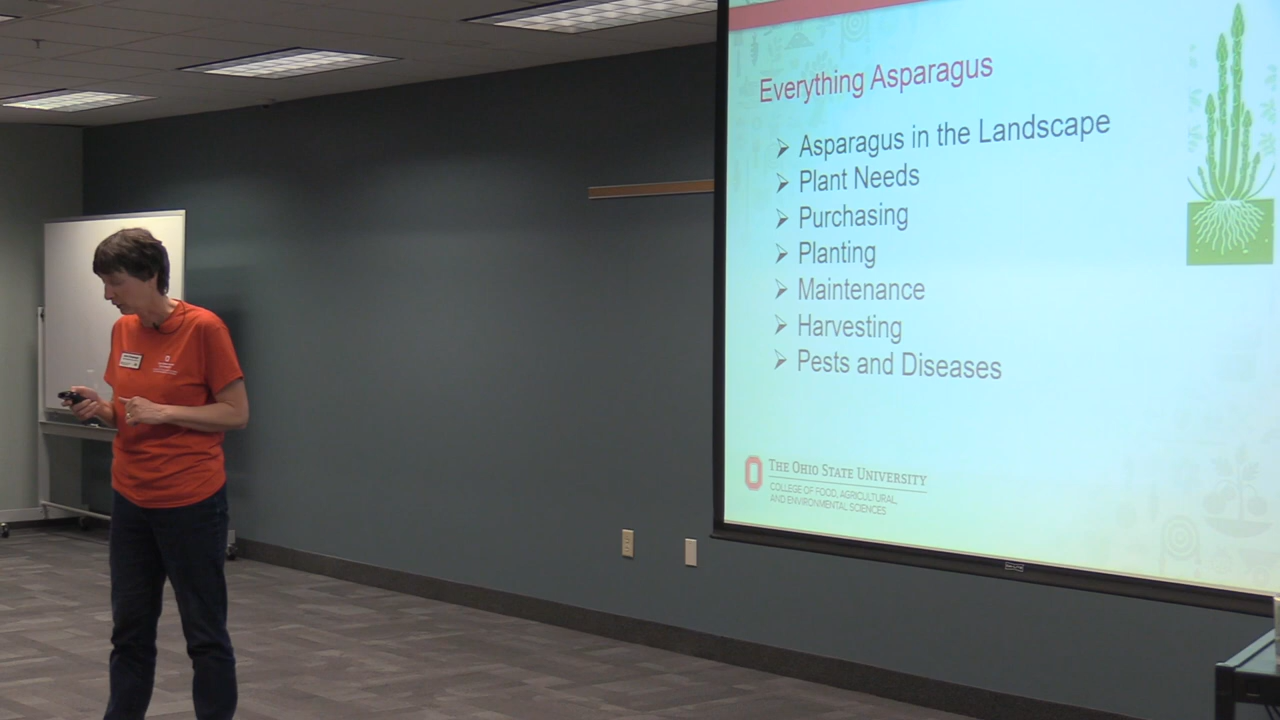 Everything Asparagus
Asparagus in the Landscape
Plant Needs
Purchasing
Planting
Maintenance
Harvesting
Pests and Diseases
THE OHIO STATE UNIVERSITY
COLLEGE OF FOOD, AGRICULTURAL,
AND ENVIRONMENTAL SCIENCES